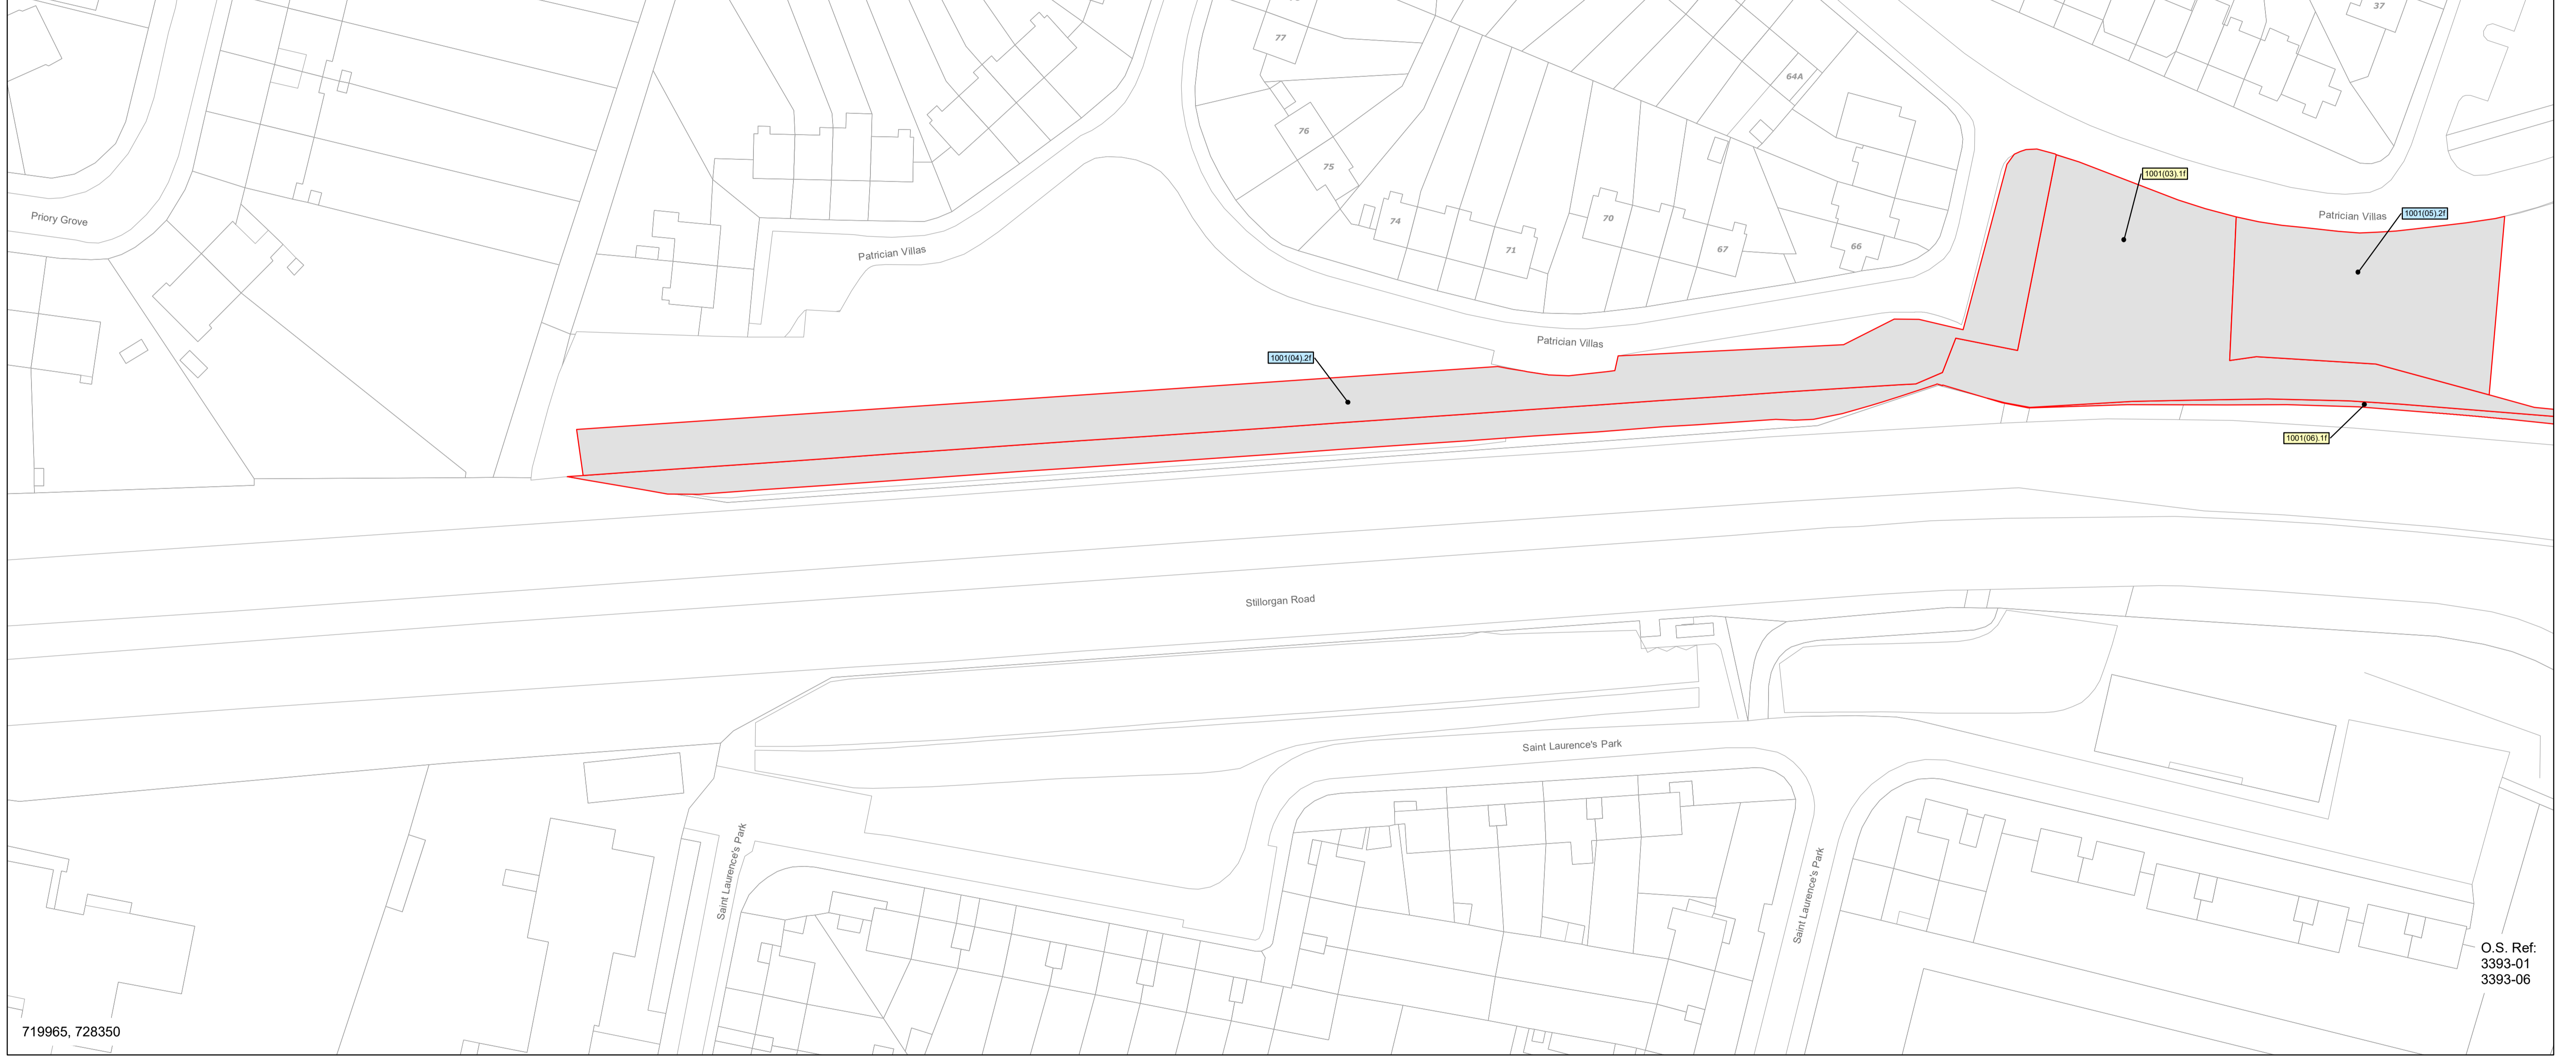 37
77
64A
76
75
1001(03).1f
Priory Grove
74
70
Patrician Villas
1001(05).2f
71
67
66
Patrician Villas
Patrician Villas
1001(04).2f
1001(06).1f
Stillorgan Road
Saint Laurence's Park
Saint Laurence's Park
Saint Laurence's Park
O.S. Ref:
3393-01
3393-06
719965, 728350